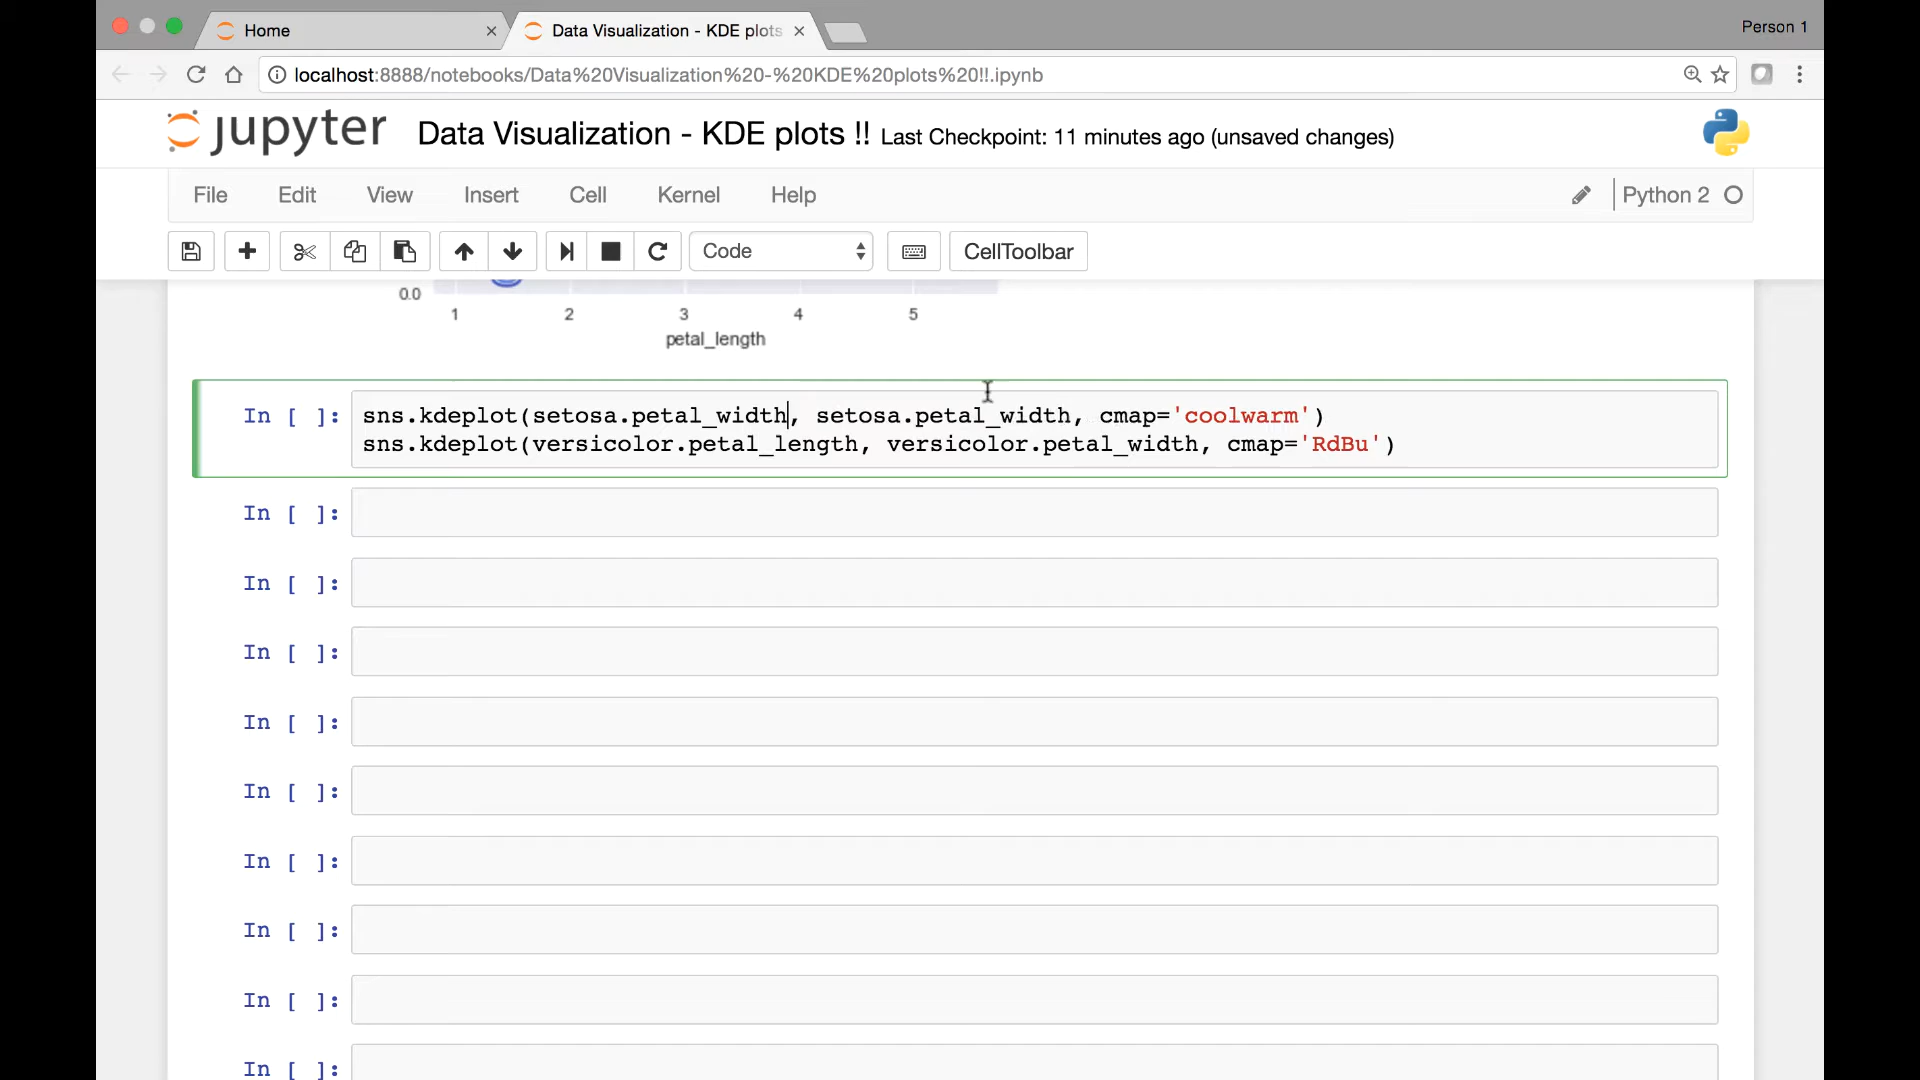 Home
Data Visualization - KDE plots
Person 1
localhost:8888/notebooks/Data%20Visualization%20-%20KDE%20plots%20!!.ipynb
jupyter Data Visualization - KDE plots !! Last Checkpoint: 11 minutes ago (unsaved changes)
File Edit View Insert Cell Kernel Help Python 2
Code CellToolbar
0.0
1 2 3 4 5
petal_length
In [ ]: sns.kdeplot(setosa.petal_width, setosa.petal_width, cmap='coolwarm')
sns.kdeplot(versicolor.petal_length, versicolor.petal_width, cmap='RdBu')
In [ ]:
In [ ]:
In [ ]:
In [ ]:
In [ ]:
In [ ]:
In [ ]:
In [ ]:
In [ ]: